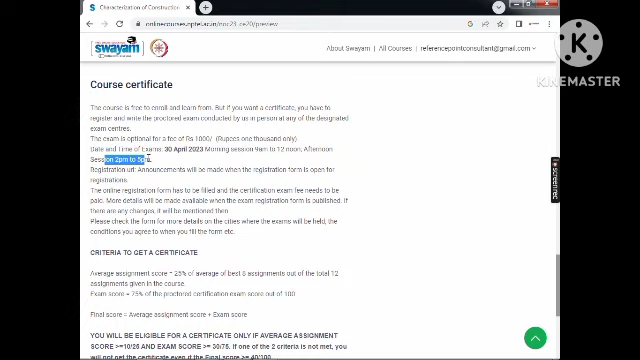 Characterization of Construction
onlinecourses.nptel.ac.in/noc23_ce20/preview
swayam
About Swayam | All Courses | referencepointconsultant@gmail.com
KINEMASTER
screenrec
Course certificate
The course is free to enroll and learn from. But if you want a certificate, you have to
register and write the proctored exam conducted by us in person at any of the designated
exam centres.
The exam is optional for a fee of Rs 1000/- (Rupees one thousand only)
Date and Time of Exams: 30 April 2023 Morning session 9am to 12 noon; Afternoon
Session 2pm to 5p
Registration url: Announcements will be made when the registration form is open for
registrations.
The online registration form has to be filled and the certification exam fee needs to be
paid. More details will be made available when the exam registration form is published. If
there are any changes, it will be mentioned then.
Please check the form for more details on the cities where the exams will be held, the
conditions you agree to when you fill the form etc.
CRITERIA TO GET A CERTIFICATE
Average assignment score = 25% of average of best 8 assignments out of the total 12
assignments given in the course.
Exam score = 75% of the proctored certification exam score out of 100
Final score = Average assignment score + Exam score
YOU WILL BE ELIGIBLE FOR A CERTIFICATE ONLY IF AVERAGE ASSIGNMENT
SCORE >=10/25 AND EXAM SCORE >= 30/75. If one of the 2 criteria is not met, you
will not get the certificate even if the Final score >= 40/100.